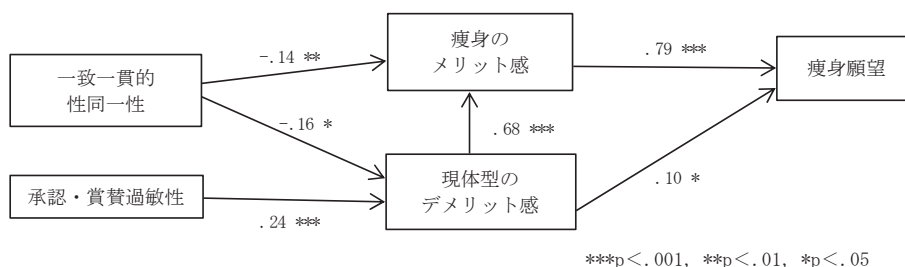 痩身の
メリット感
-.14 **
.79 ***
一致一貫的
性同一性
痩身願望
-.16 *
.68 ***
現体型の
デメリット感
.10 *
承認・賞賛過敏性
.24 ***
***p＜.001, **p＜.01, *p＜.05